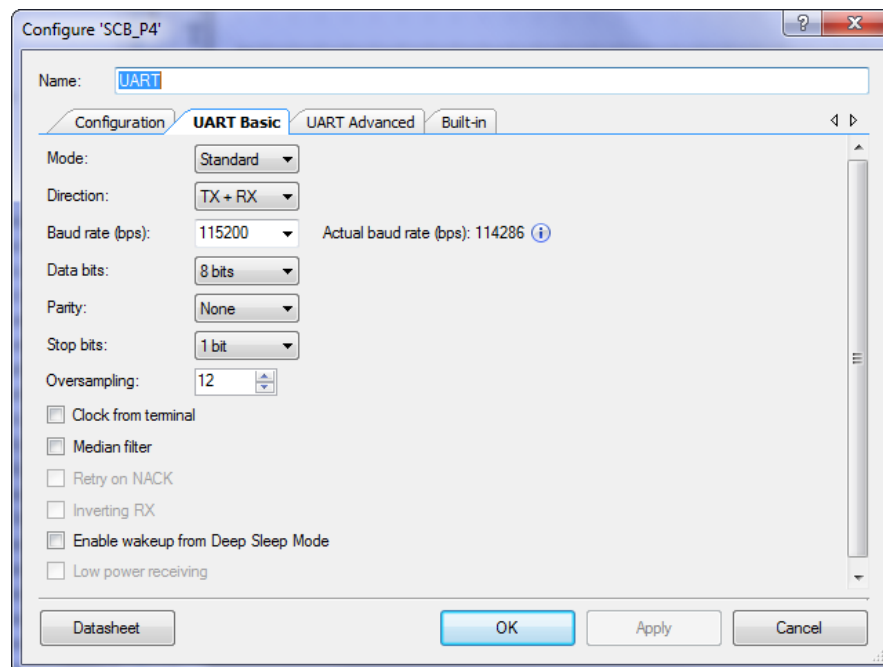 Configure 'SCB_P4'
Name: UART
Configuration UART Basic UART Advanced Built-in
Mode: Standard
Direction: TX + RX
Baud rate (bps): 115200 Actual baud rate (bps): 114286
Data bits: 8 bits
Parity: None
Stop bits: 1 bit
Oversampling: 12
Clock from terminal
Median filter
Retry on NACK
Inverting RX
Enable wakeup from Deep Sleep Mode
Low power receiving
Datasheet OK Apply Cancel